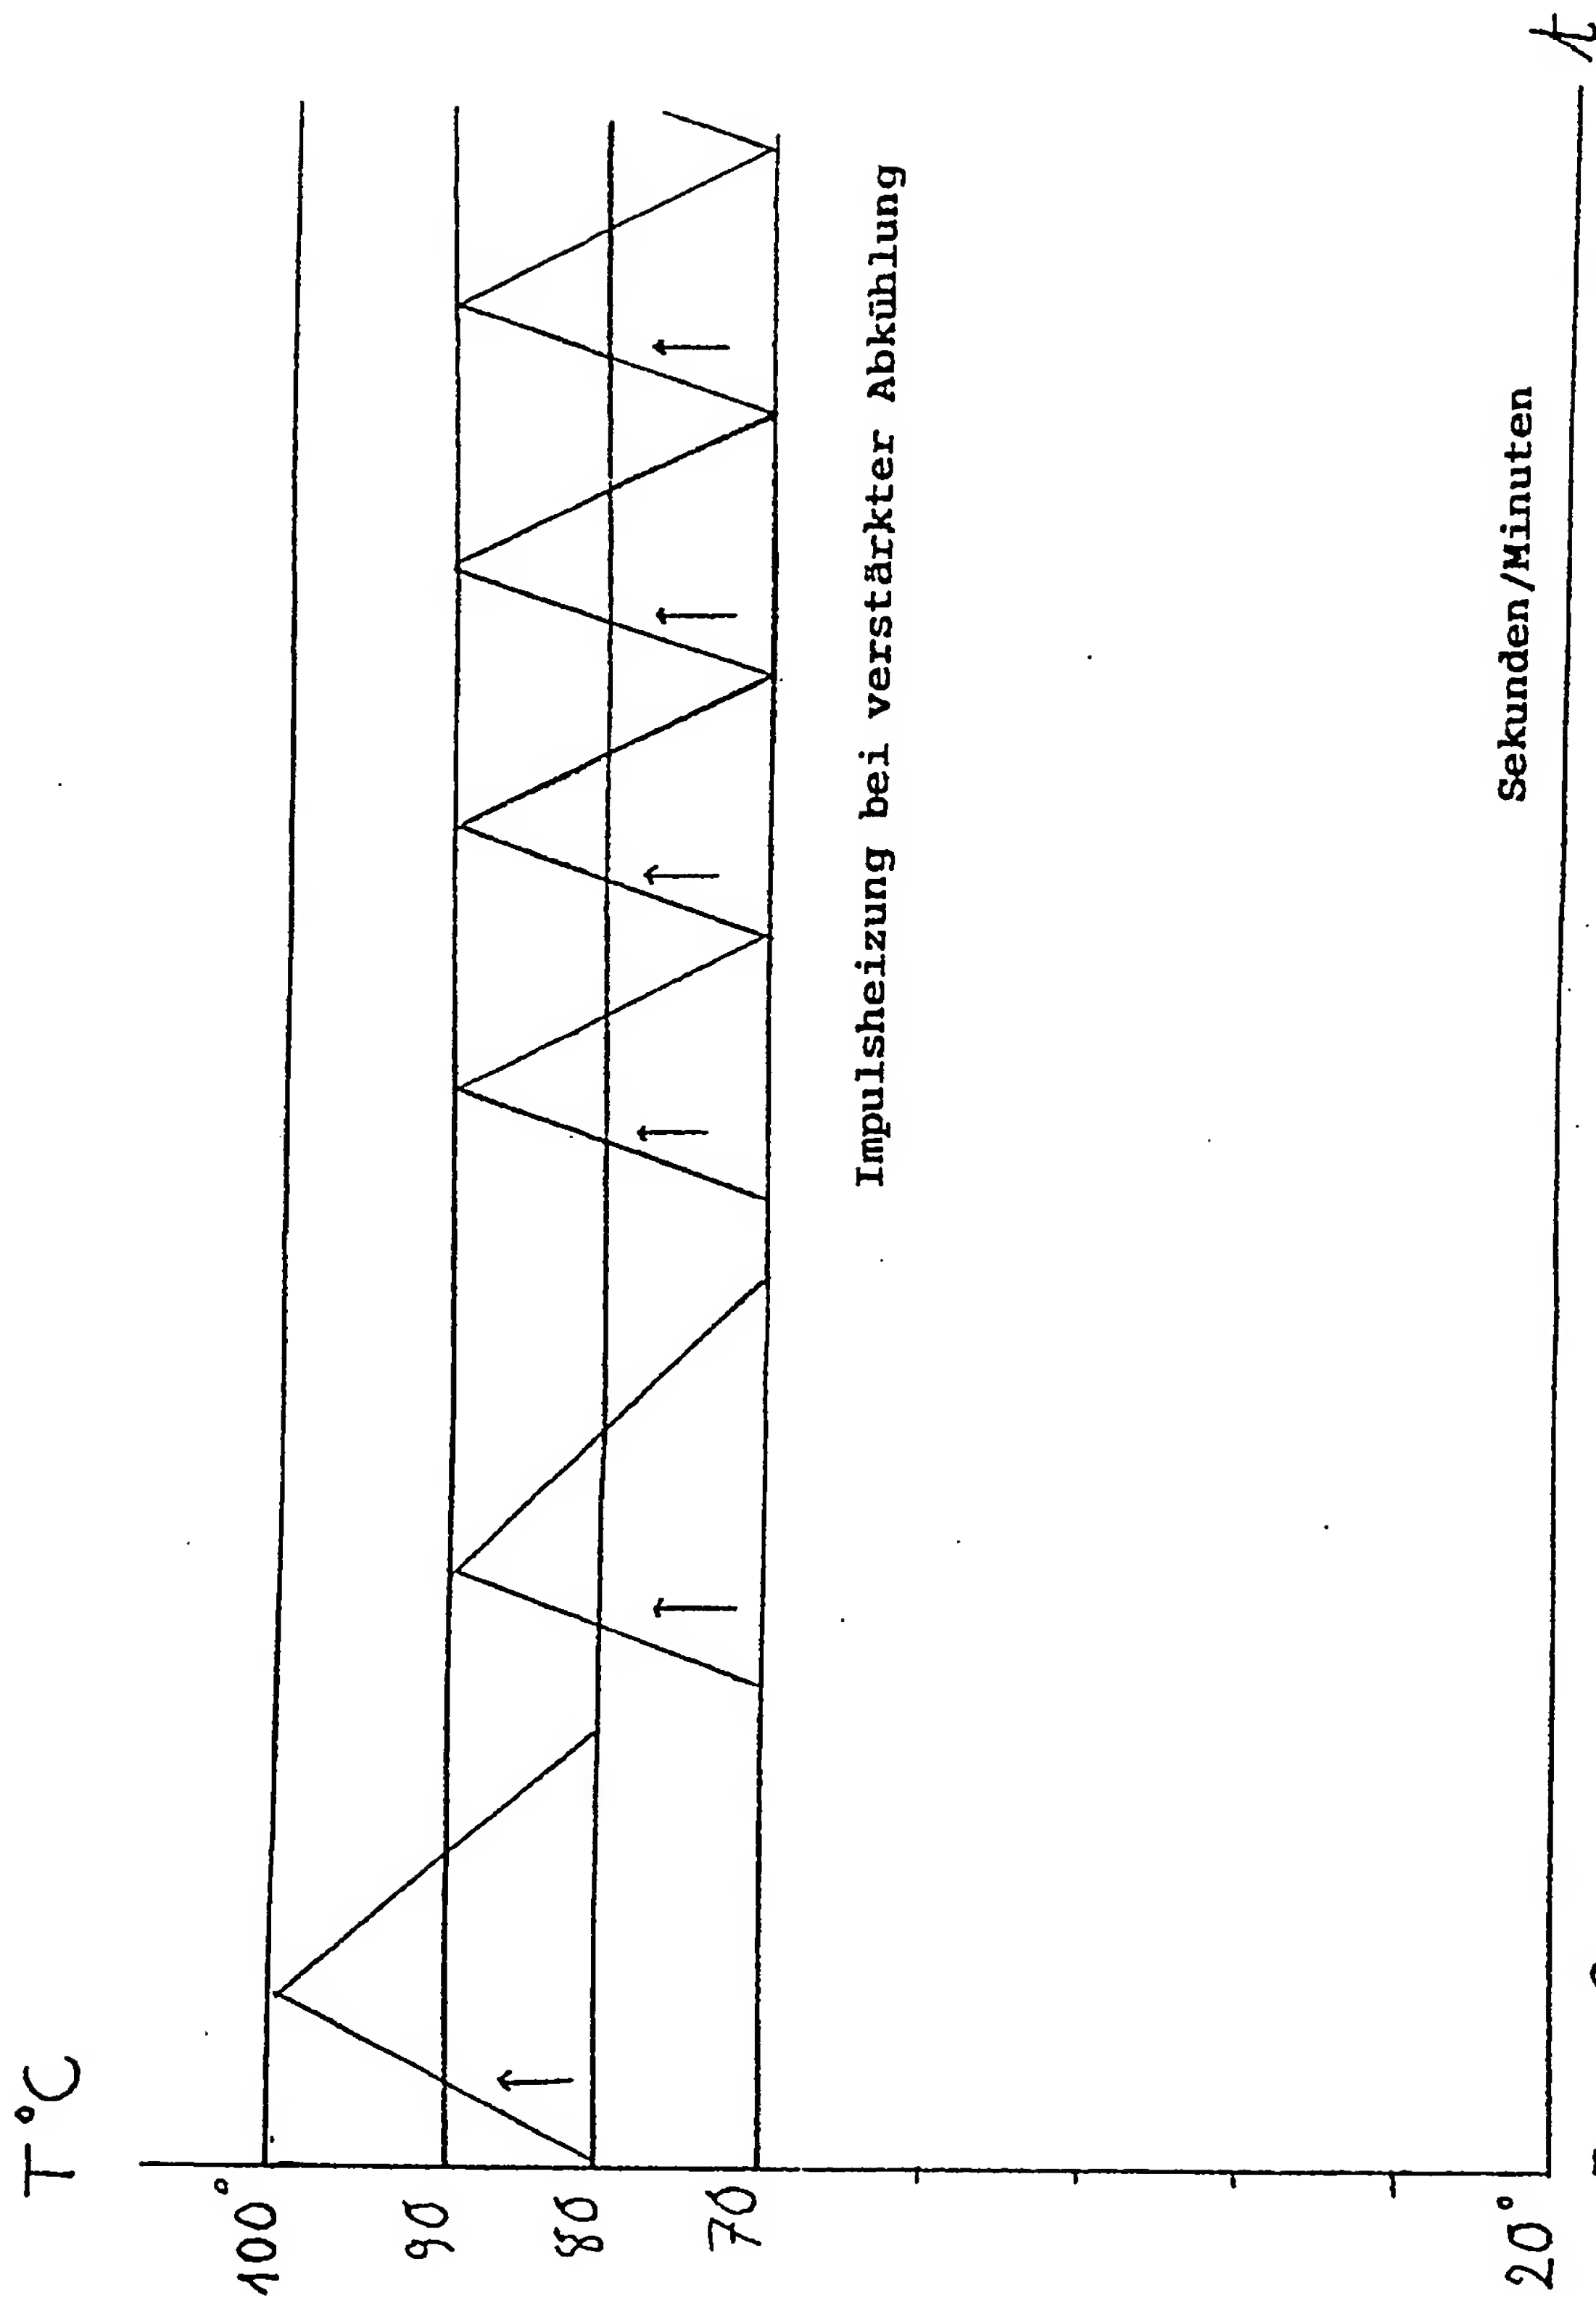 T °C
100°
90
80
70
20°
Impulsheizung bei verstärkter Abkühlung
Sekunden/Minuten
t